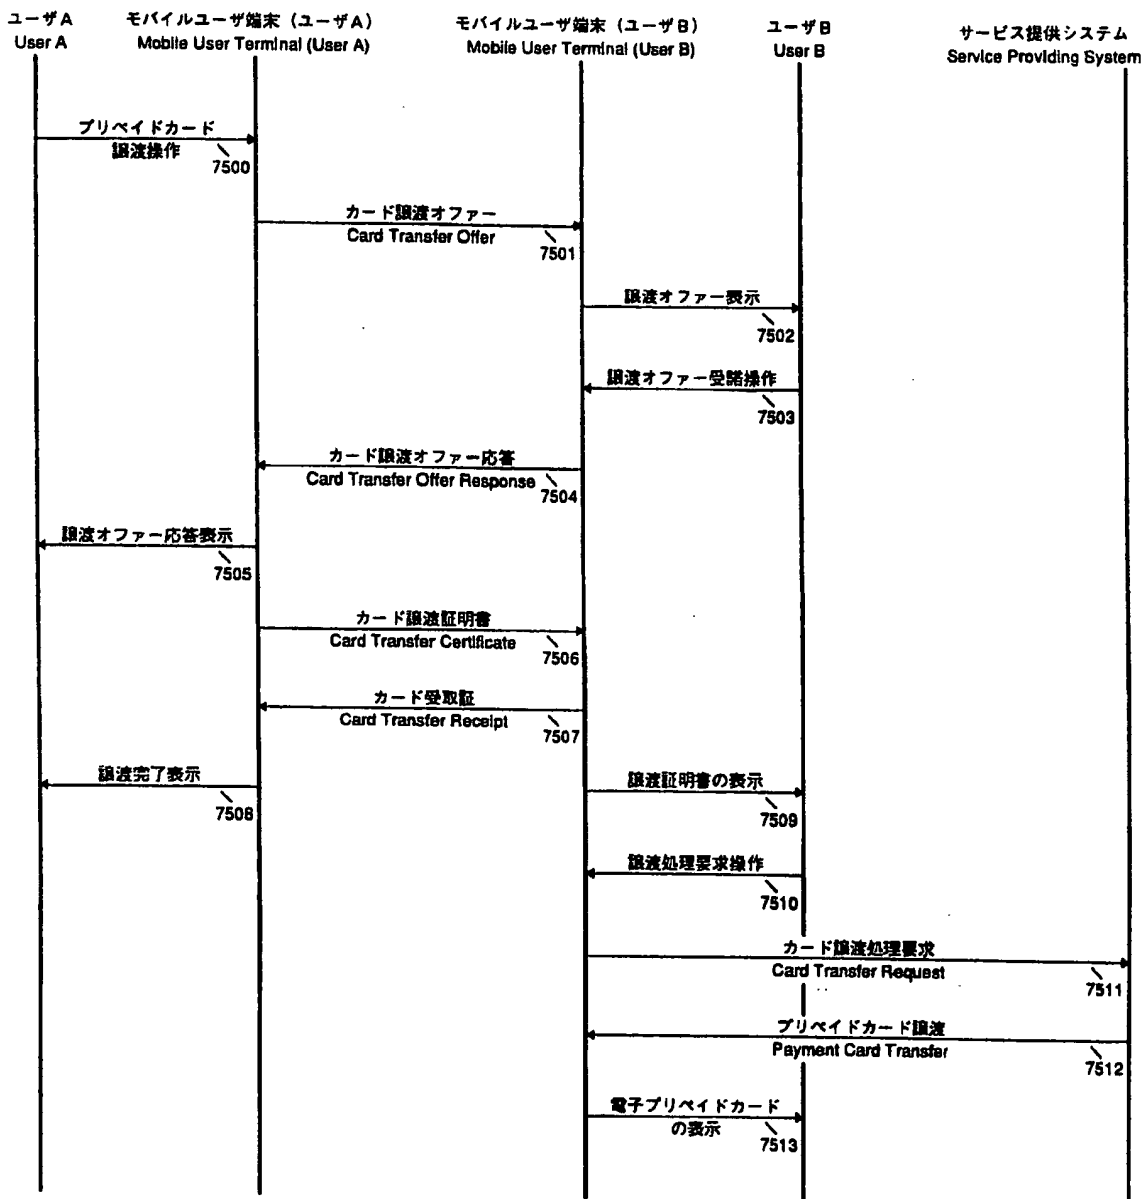 ユーザA
User A
モバイルユーザ端末（ユーザA）
Mobile User Terminal (User A)
モバイルユーザ端末（ユーザB）
Mobile User Terminal (User B)
ユーザB
User B
サービス提供システム
Service Providing System
プリペイドカード
譲渡操作
7500
カード譲渡オファー
Card Transfer Offer
7501
譲渡オファー表示
7502
譲渡オファー受諾操作
7503
カード譲渡オファー応答
Card Transfer Offer Response
7504
譲渡オファー応答表示
7505
カード譲渡証明書
Card Transfer Certificate
7506
カード受取証
Card Transfer Receipt
7507
譲渡完了表示
7508
譲渡証明書の表示
7509
譲渡処理要求操作
7510
カード譲渡処理要求
Card Transfer Request
7511
プリペイドカード譲渡
Payment Card Transfer
7512
電子プリペイドカード
の表示
7513